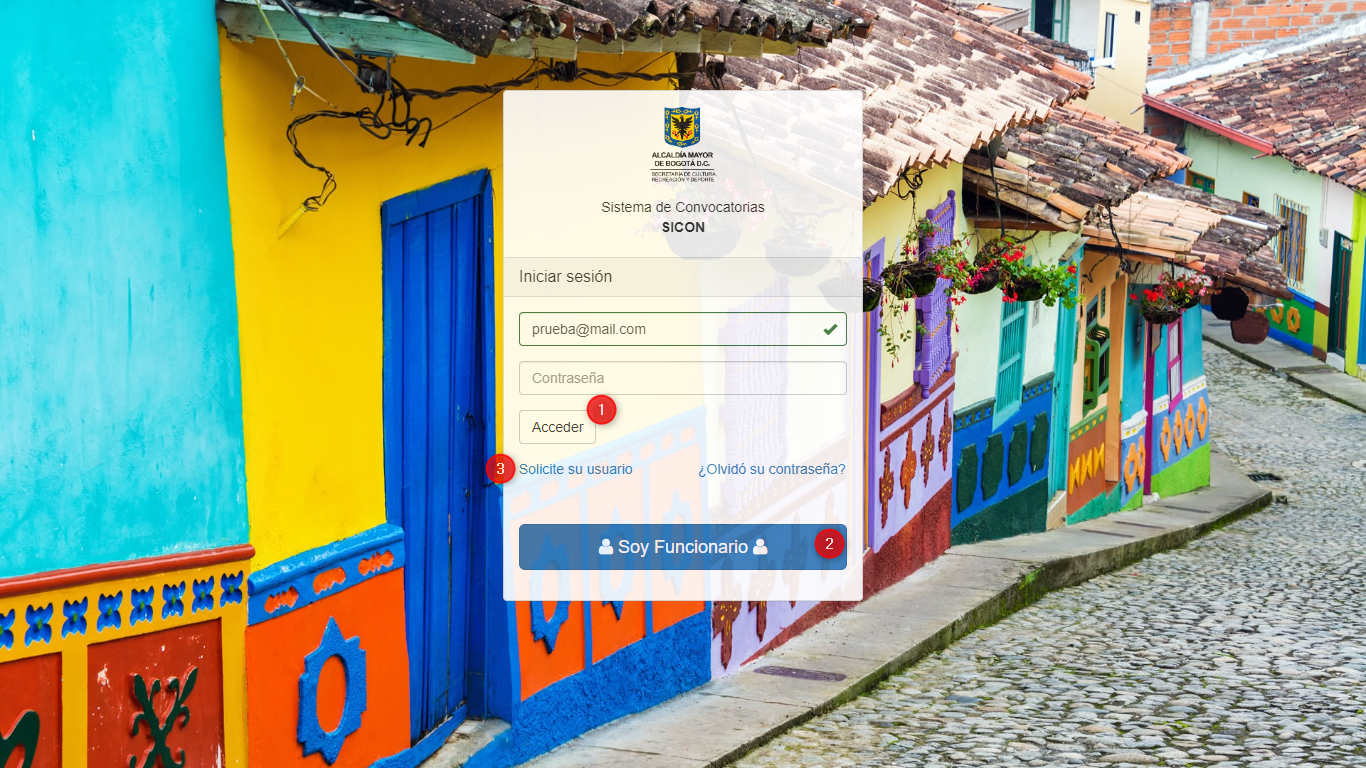 ALCALDÍA MAYOR
DE BOGOTÁ D.C.
SECRETARÍA DE CULTURA,
RECREACIÓN Y DEPORTE
Sistema de Convocatorias
SICON
Iniciar sesión
prueba@mail.com
Contraseña
1
Acceder
3 Solicite su usuario ¿Olvidó su contraseña?
Soy Funcionario 2